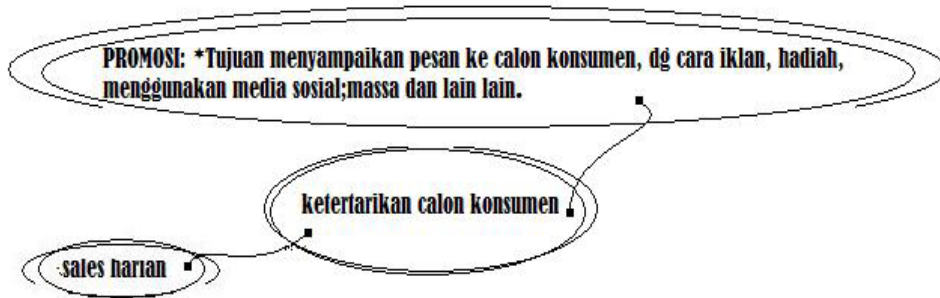 PROMOSI: *Tujuan menyampaikan pesan ke calon konsumen, dg cara iklan, hadiah,
menggunakan media sosial;massa dan lain lain.
ketertarikan calon konsumen
sales harian